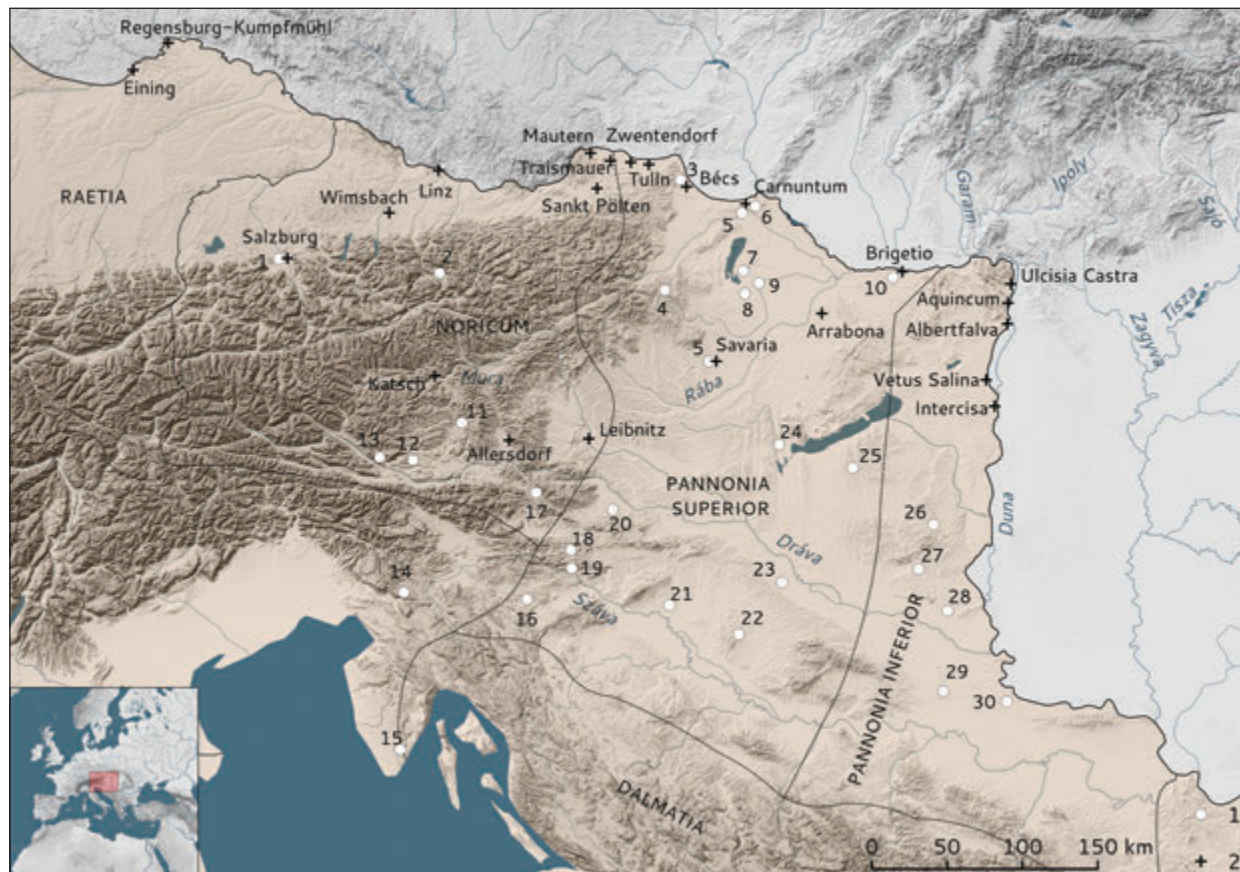 Regensburg-Kumpfmühl
Eining
RAETIA
Mautern
Zwentendorf
Traismauer
Tulln
3
Bécs
Sankt Pölten
Carnuntum
5
6
Linz
Wimsbach
Salzburg
1
2
NORICUM
4
7
9
8
Brigetio
10
Garam
Ipoly
Sajó
Ulcisia Castra
Aquincum
Albertfalva
Arrabona
Tisza
Zagyva
5
Savaria
Rába
Vetus Salina
Intercisa
Katsch
Mura
11
13
12
Allersdorf
Leibnitz
24
25
PANNONIA
SUPERIOR
17
20
18
19
26
27
28
Duna
Dráva
23
14
16
Száva
21
22
PANNONIA INFERIOR
29
30
15
DALMATIA
0
50
100
150 km
1
2